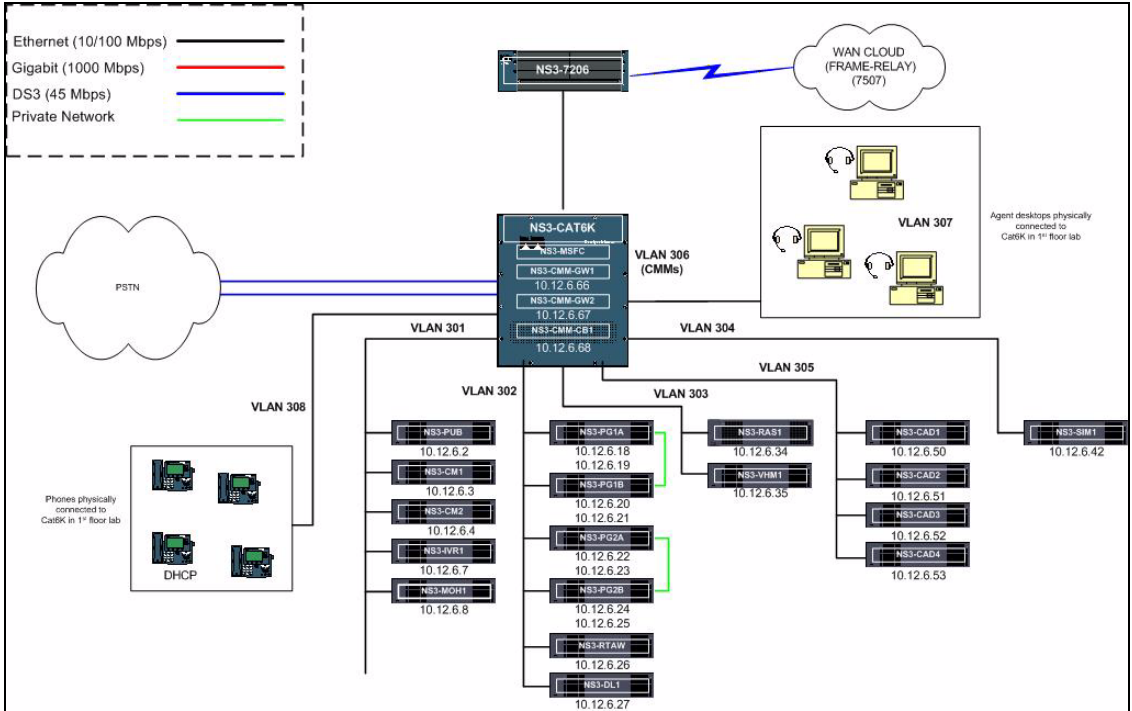 Ethernet (10/100 Mbps)
Gigabit (1000 Mbps)
DS3 (45 Mbps)
Private Network
NS3-7206
WAN CLOUD
(FRAME-RELAY)
(7507)
VLAN 307
Agent desktops physically
connected to
Cat6K in 1st floor lab
NS3-CAT6K
NS3-MSFC
NS3-CMM-GW1
10.12.6.66
NS3-CMM-GW2
10.12.6.67
NS3-CMM-CB1
10.12.6.68
VLAN 306
(CMMs)
PSTN
VLAN 301
VLAN 304
VLAN 302
VLAN 303
VLAN 305
VLAN 308
Phones physically
connected to
Cat6K in 1st floor lab
DHCP
NS3-PUB
10.12.6.2
NS3-CM1
10.12.6.3
NS3-CM2
10.12.6.4
NS3-IVR1
10.12.6.7
NS3-MOH1
10.12.6.8
NS3-PG1A
10.12.6.18
10.12.6.19
NS3-PG1B
10.12.6.20
10.12.6.21
NS3-PG2A
10.12.6.22
10.12.6.23
NS3-PG2B
10.12.6.24
10.12.6.25
NS3-RTAW
10.12.6.26
NS3-DL1
10.12.6.27
NS3-RAS1
10.12.6.34
NS3-VHM1
10.12.6.35
NS3-CAD1
10.12.6.50
NS3-CAD2
10.12.6.51
NS3-CAD3
10.12.6.52
NS3-CAD4
10.12.6.53
NS3-SIM1
10.12.6.42